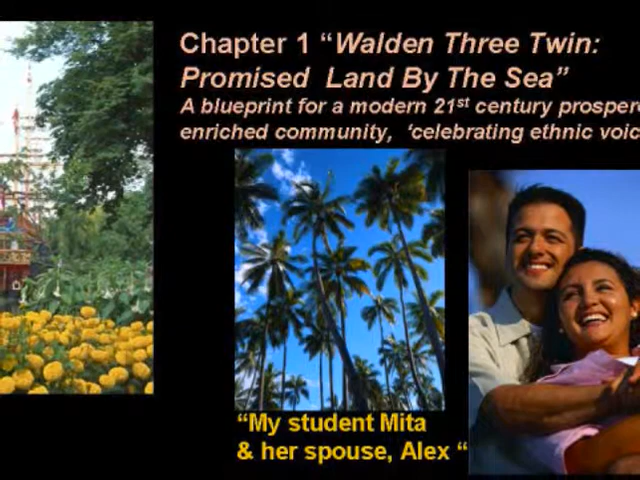 Chapter 1 “Walden Three Twin:
Promised Land By The Sea”
A blueprint for a modern 21st century prosper
enriched community, ‘celebrating ethnic voic
“My student Mita
& her spouse, Alex “